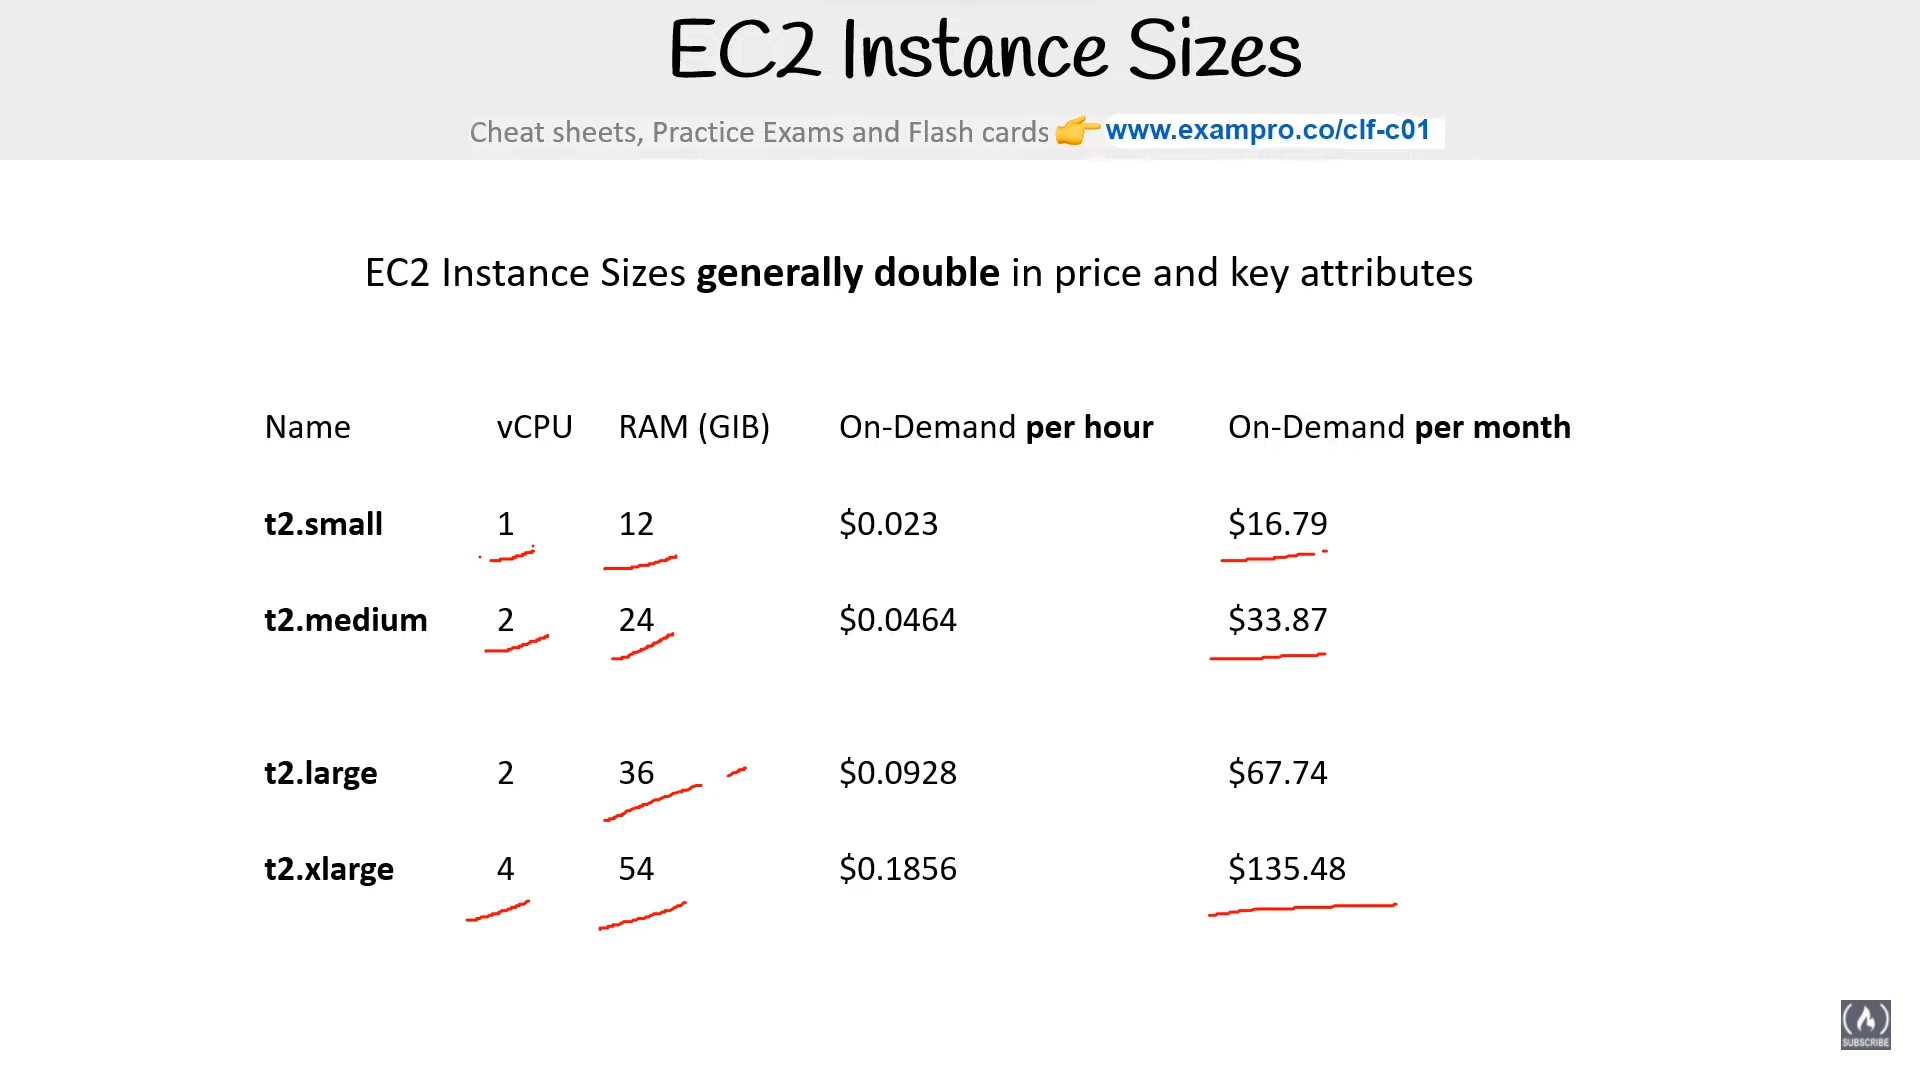 EC2 Instance Sizes
Cheat sheets, Practice Exams and Flash cards 👉 www.exampro.co/clf-c01
EC2 Instance Sizes generally double in price and key attributes
Name vCPU RAM (GIB) On-Demand per hour On-Demand per month
t2.small 1 12 $0.023 $16.79
t2.medium 2 24 $0.0464 $33.87
t2.large 2 36 $0.0928 $67.74
t2.xlarge 4 54 $0.1856 $135.48
SUBSCRIBE